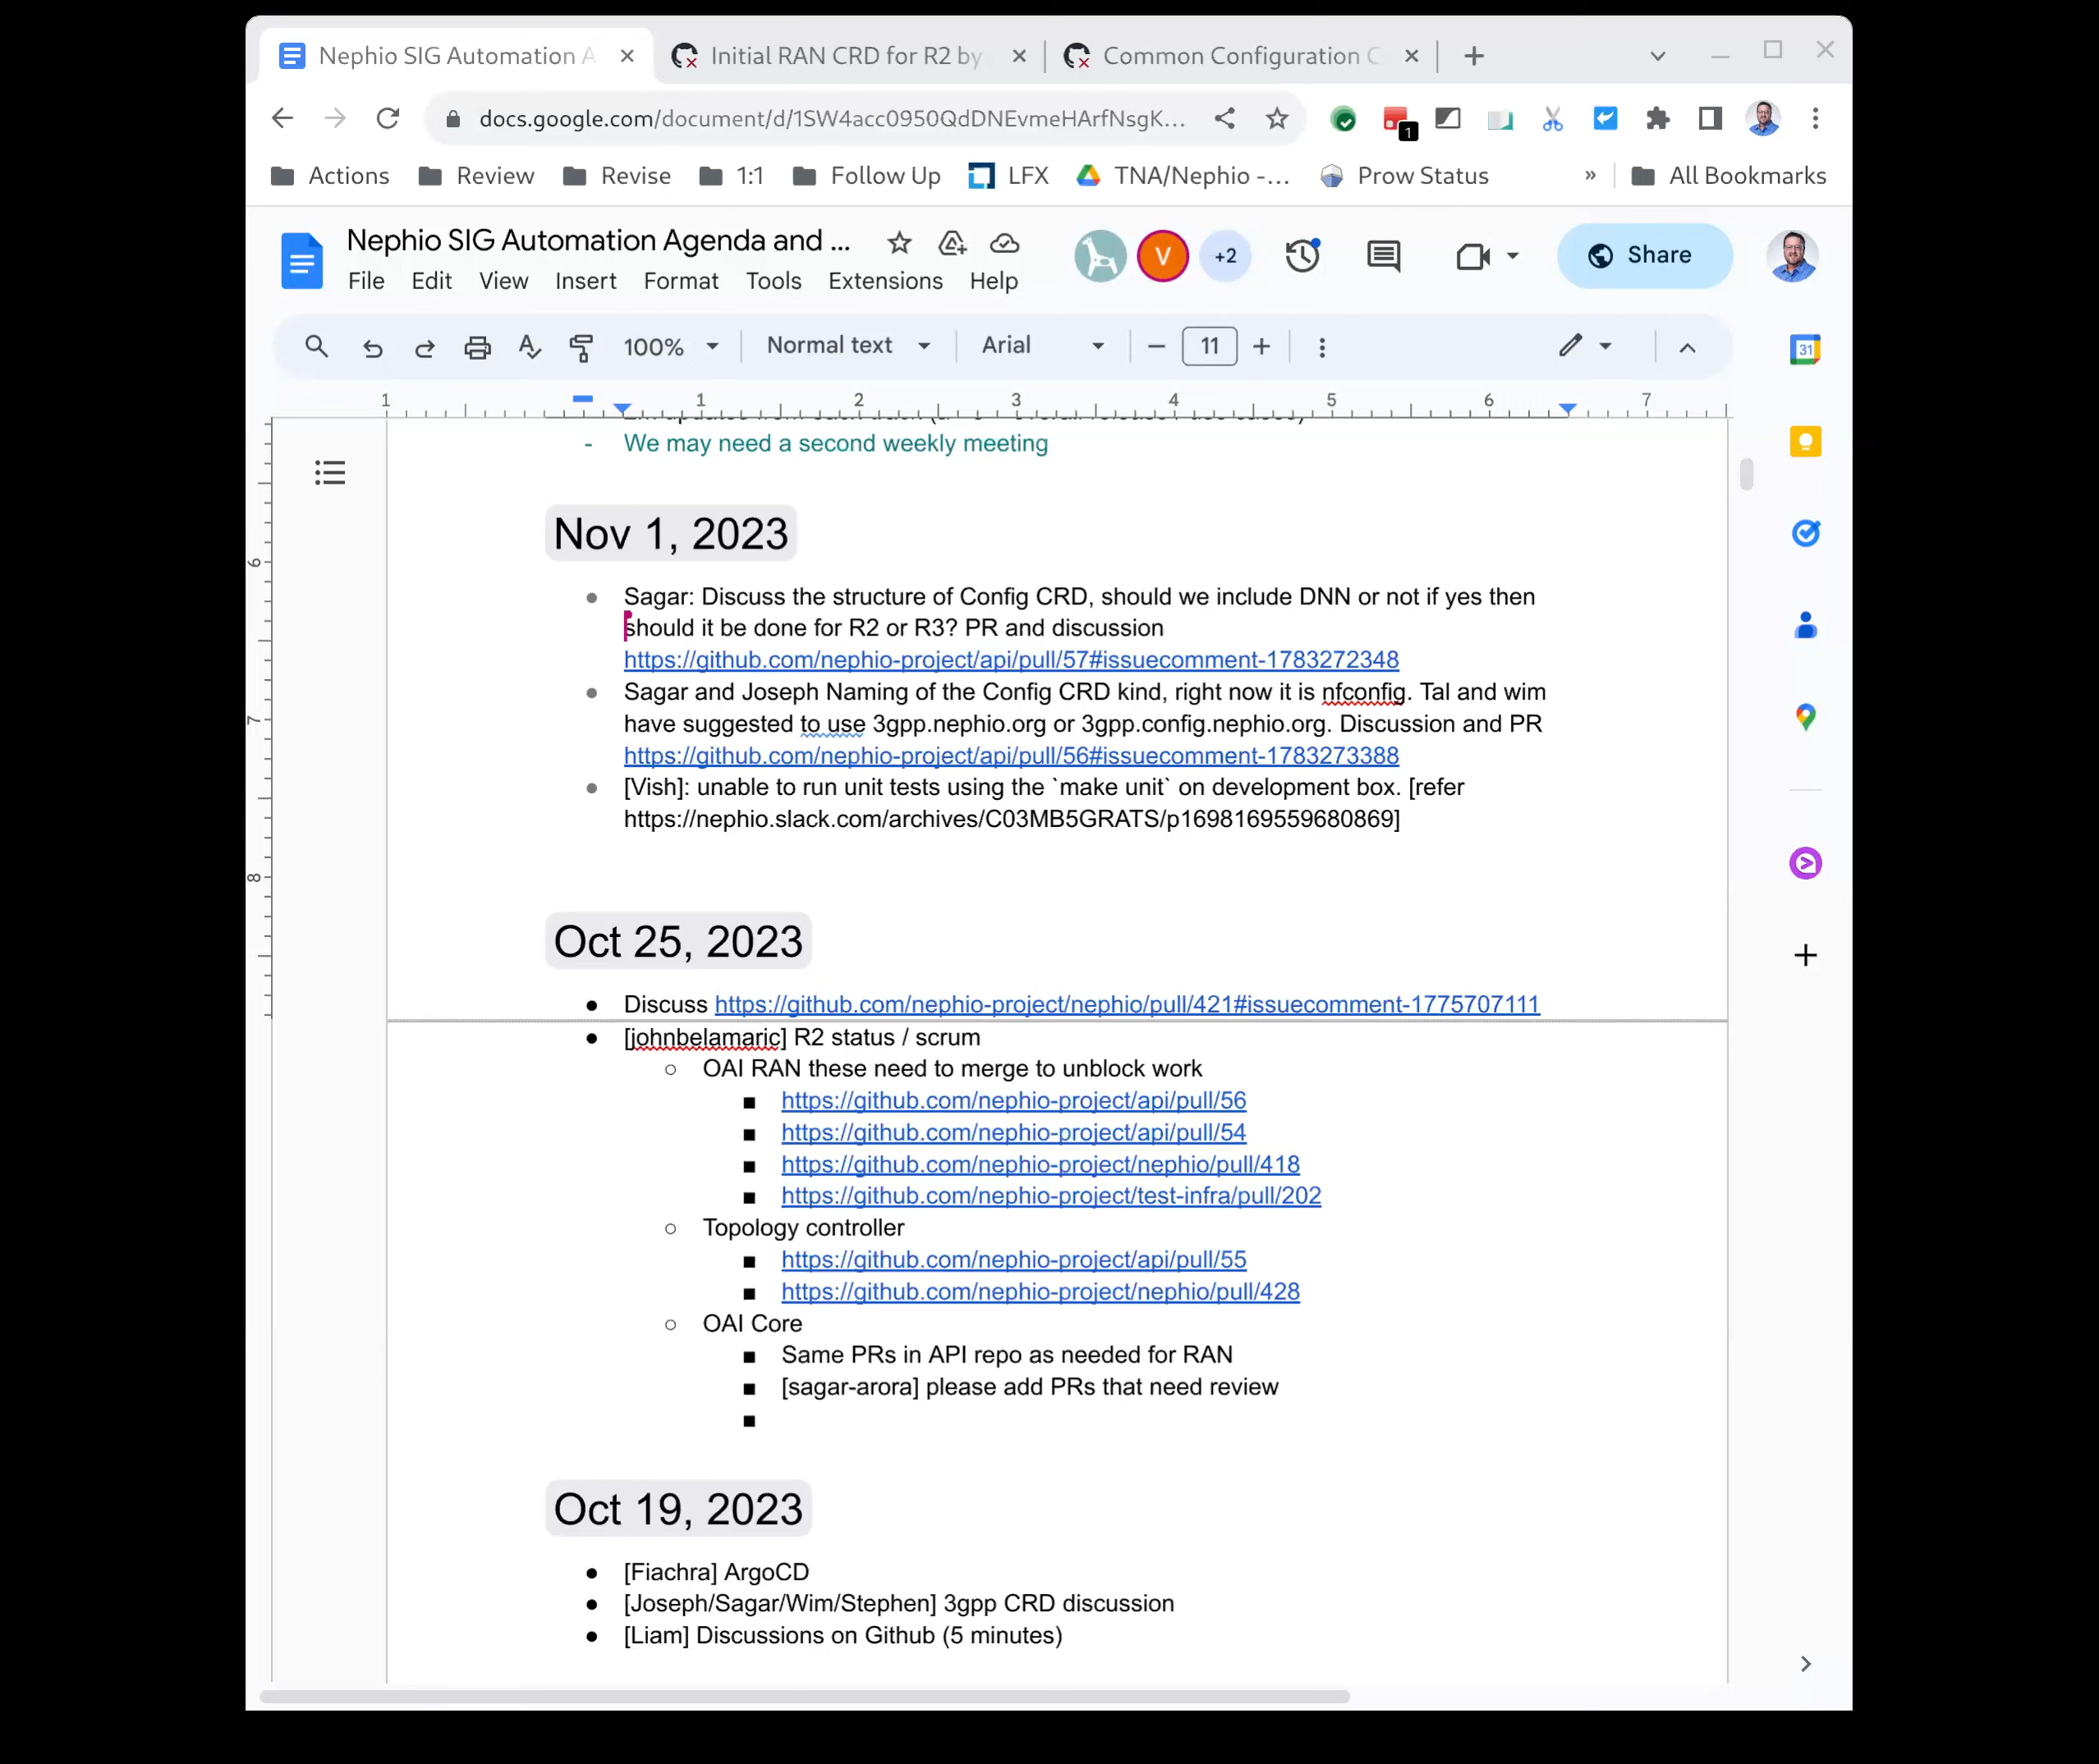 Nephio SIG Automation A
Initial RAN CRD for R2 by
Common Configuration C
docs.google.com/document/d/1SW4acc0950QdDNEvmeHArfNsgK...
1
Actions
Review
Revise
1:1
Follow Up
LFX
TNA/Nephio -...
Prow Status
»
All Bookmarks
Nephio SIG Automation Agenda and ...
V
+2
Share
File Edit View Insert Format Tools Extensions Help
100%
Normal text
Arial
11
31
1 1 2 3 4 5 6 7
- We may need a second weekly meeting
Nov 1, 2023
● Sagar: Discuss the structure of Config CRD, should we include DNN or not if yes then
should it be done for R2 or R3? PR and discussion
https://github.com/nephio-project/api/pull/57#issuecomment-1783272348
● Sagar and Joseph Naming of the Config CRD kind, right now it is nfconfig. Tal and wim
have suggested to use 3gpp.nephio.org or 3gpp.config.nephio.org. Discussion and PR
https://github.com/nephio-project/api/pull/56#issuecomment-1783273388
● [Vish]: unable to run unit tests using the `make unit` on development box. [refer
https://nephio.slack.com/archives/C03MB5GRATS/p1698169559680869]
Oct 25, 2023
● Discuss https://github.com/nephio-project/nephio/pull/421#issuecomment-1775707111
● [johnbelamaric] R2 status / scrum
○ OAI RAN these need to merge to unblock work
■ https://github.com/nephio-project/api/pull/56
■ https://github.com/nephio-project/api/pull/54
■ https://github.com/nephio-project/nephio/pull/418
■ https://github.com/nephio-project/test-infra/pull/202
○ Topology controller
■ https://github.com/nephio-project/api/pull/55
■ https://github.com/nephio-project/nephio/pull/428
○ OAI Core
■ Same PRs in API repo as needed for RAN
■ [sagar-arora] please add PRs that need review
■
Oct 19, 2023
● [Fiachra] ArgoCD
● [Joseph/Sagar/Wim/Stephen] 3gpp CRD discussion
● [Liam] Discussions on Github (5 minutes)
6
7
8